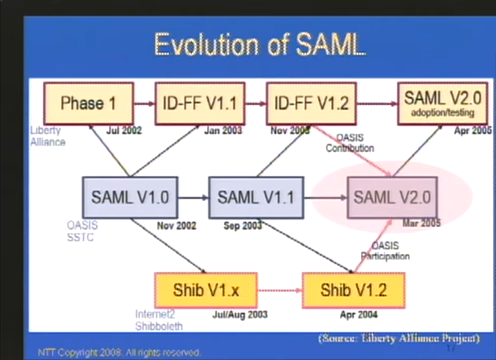 Evolution of SAML
Phase 1
ID-FF V1.1
ID-FF V1.2
SAML V2.0
adoption/testing
Liberty
Alliance
Jul 2002
Jan 2003
Nov 2003
Apr 2005
OASIS
Contribution
SAML V1.0
SAML V1.1
SAML V2.0
OASIS
SSTC
Nov 2002
Sep 2003
Mar 2005
OASIS
Participation
Shib V1.x
Shib V1.2
Internet2
Shibboleth
Jul/Aug 2003
Apr 2004
(Source: Liberty Alliance Project)
NTT Copyright 2008. All rights reserved.